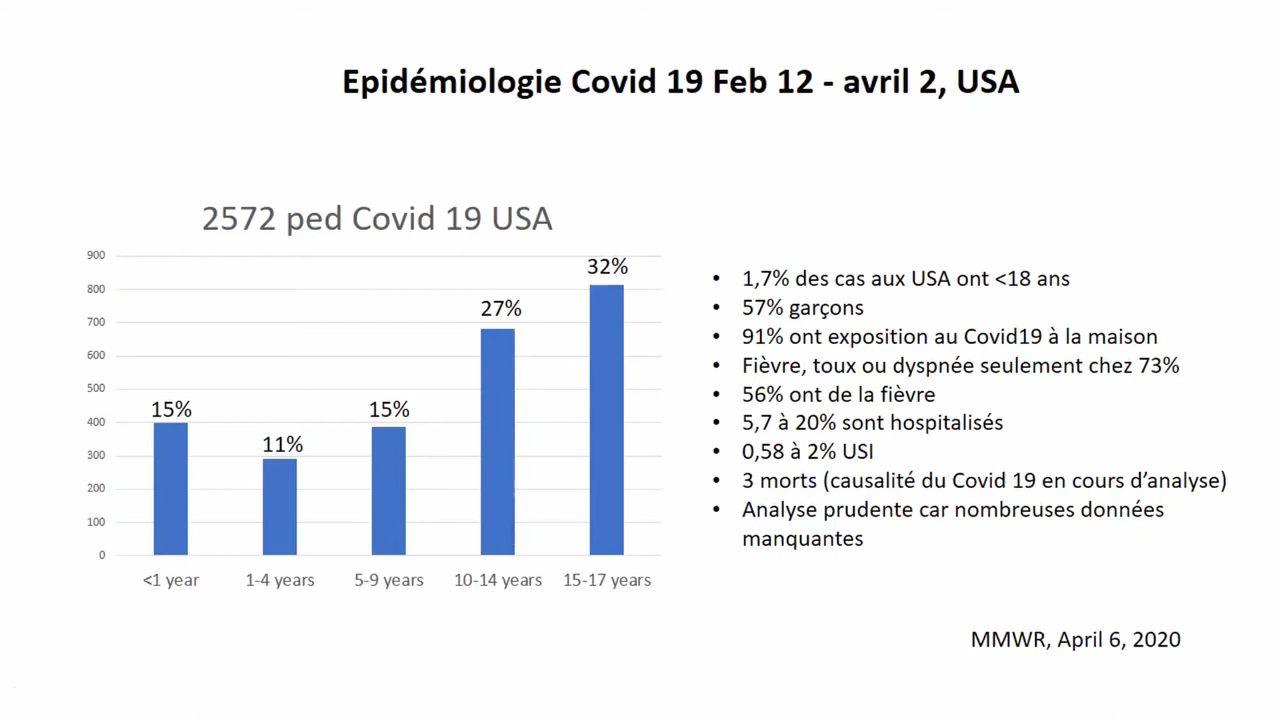 Epidémiologie Covid 19 Feb 12 - avril 2, USA
2572 ped Covid 19 USA
900
800
700
600
500
400
300
200
100
0
15%
11%
15%
27%
32%
<1 year
1-4 years
5-9 years
10-14 years
15-17 years
• 1,7% des cas aux USA ont <18 ans
• 57% garçons
• 91% ont exposition au Covid19 à la maison
• Fièvre, toux ou dyspnée seulement chez 73%
• 56% ont de la fièvre
• 5,7 à 20% sont hospitalisés
• 0,58 à 2% USI
• 3 morts (causalité du Covid 19 en cours d’analyse)
• Analyse prudente car nombreuses données
manquantes
MMWR, April 6, 2020